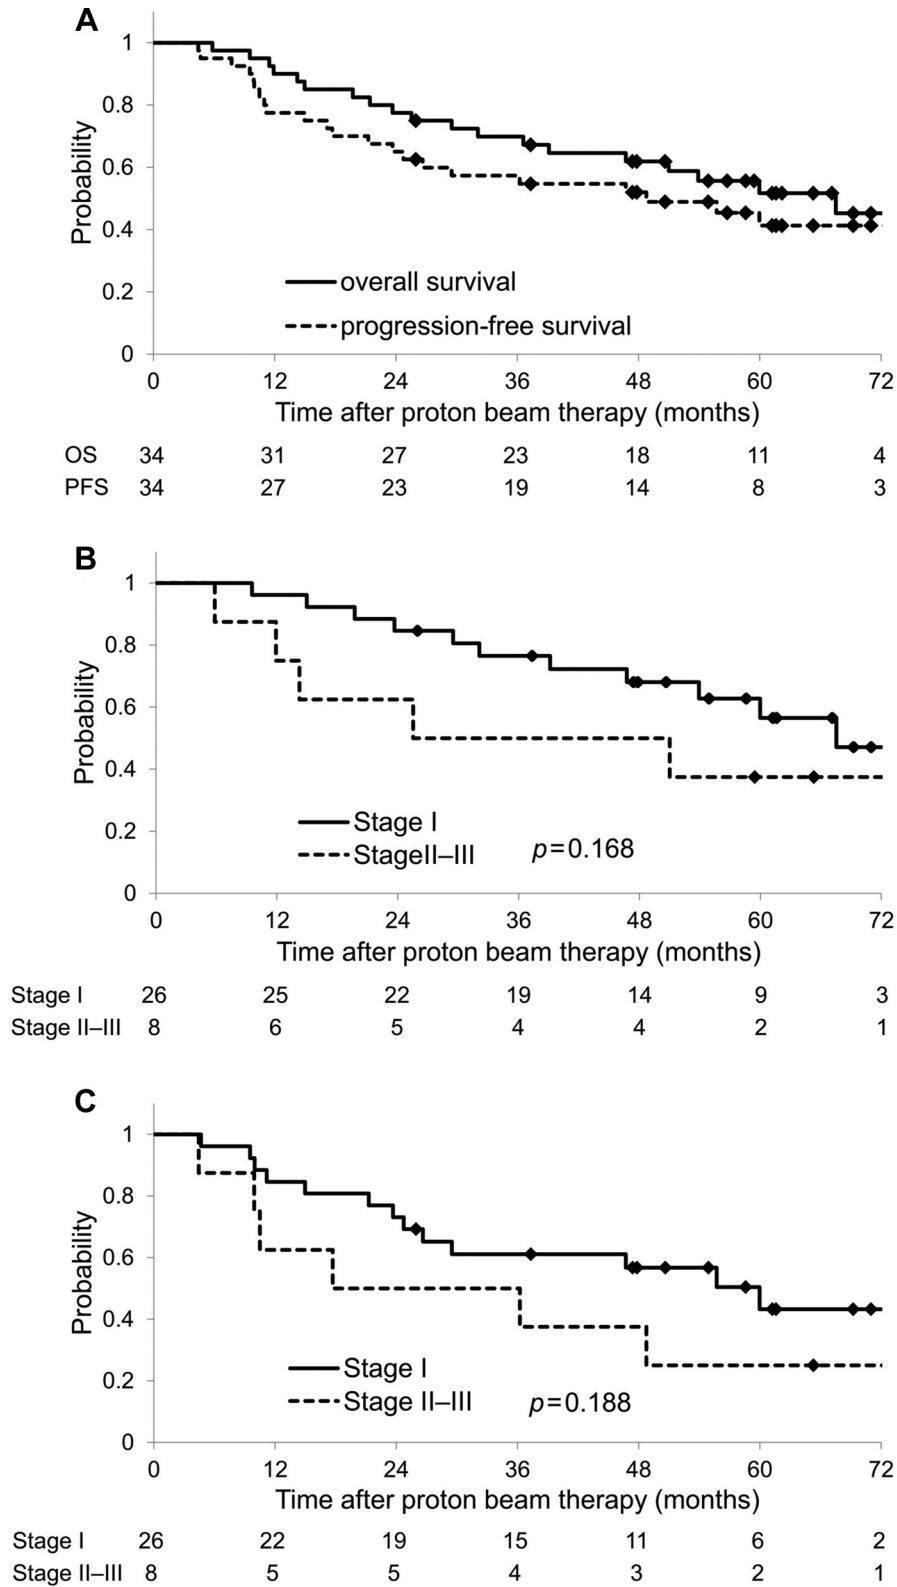 A
1
0.8
0.6
0.4
0.2
0
Probability
overall survival
progression-free survival
0 12 24 36 48 60 72
Time after proton beam therapy (months)
OS 34 31 27 23 18 11 4
PFS 34 27 23 19 14 8 3
B
1
0.8
0.6
0.4
0.2
0
Probability
Stage I
StageII–III
p=0.168
0 12 24 36 48 60 72
Time after proton beam therapy (months)
Stage I 26 25 22 19 14 9 3
Stage II–III 8 6 5 4 4 2 1
C
1
0.8
0.6
0.4
0.2
0
Probability
Stage I
Stage II–III
p=0.188
0 12 24 36 48 60 72
Time after proton beam therapy (months)
Stage I 26 22 19 15 11 6 2
Stage II–III 8 5 5 4 3 2 1